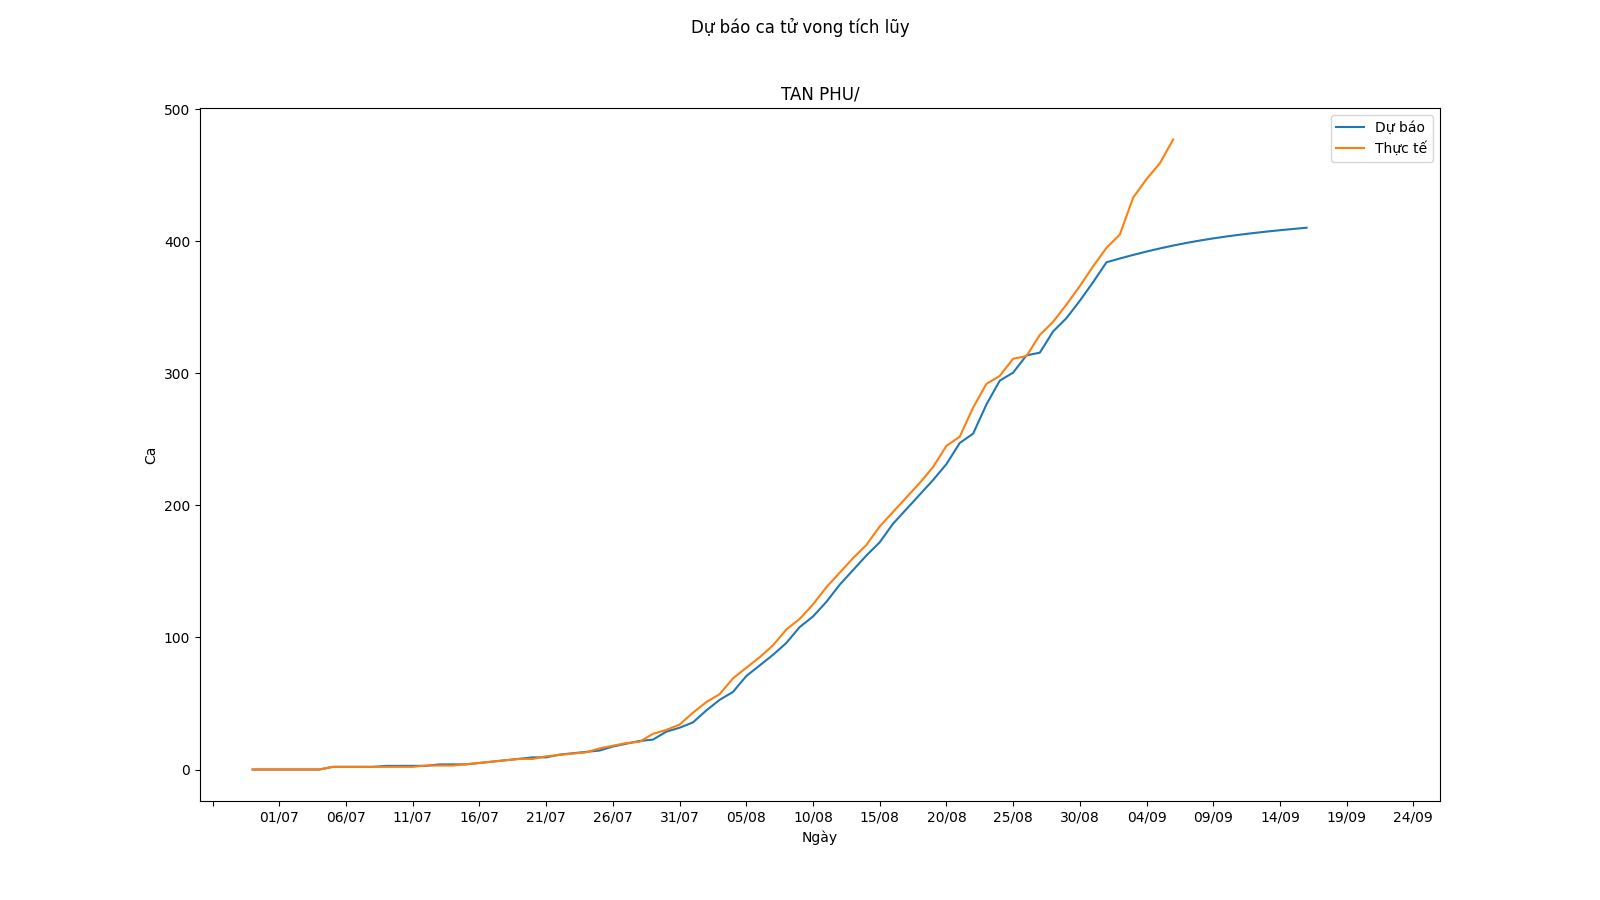 Dự báo ca tử vong tích lũy
TAN PHU/
Dự báo
Thực tế
500
400
300
200
100
0
Ca
01/07 06/07 11/07 16/07 21/07 26/07 31/07 05/08 10/08 15/08 20/08 25/08 30/08 04/09 09/09 14/09 19/09 24/09
Ngày